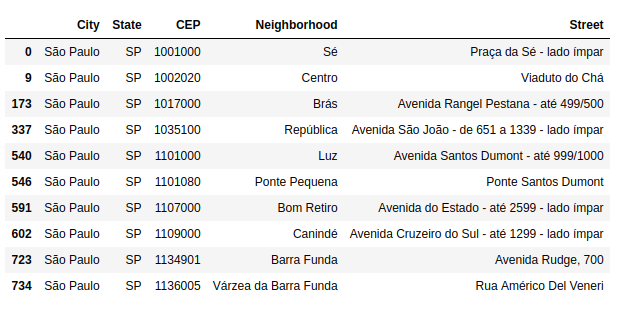 City State CEP Neighborhood Street
0 São Paulo SP 1001000 Sé Praça da Sé - lado ímpar
9 São Paulo SP 1002020 Centro Viaduto do Chá
173 São Paulo SP 1017000 Brás Avenida Rangel Pestana - até 499/500
337 São Paulo SP 1035100 República Avenida São João - de 651 a 1339 - lado ímpar
540 São Paulo SP 1101000 Luz Avenida Santos Dumont - até 999/1000
546 São Paulo SP 1101080 Ponte Pequena Ponte Santos Dumont
591 São Paulo SP 1107000 Bom Retiro Avenida do Estado - até 2599 - lado ímpar
602 São Paulo SP 1109000 Canindé Avenida Cruzeiro do Sul - até 1299 - lado ímpar
723 São Paulo SP 1134901 Barra Funda Avenida Rudge, 700
734 São Paulo SP 1136005 Várzea da Barra Funda Rua Américo Del Veneri